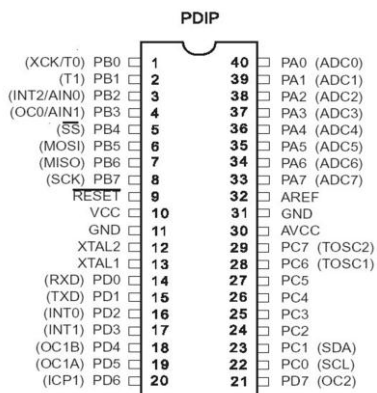 PDIP
(XCK/T0) PB0 1 40 PA0 (ADC0)
(T1) PB1 2 39 PA1 (ADC1)
(INT2/AIN0) PB2 3 38 PA2 (ADC2)
(OC0/AIN1) PB3 4 37 PA3 (ADC3)
(SS) PB4 5 36 PA4 (ADC4)
(MOSI) PB5 6 35 PA5 (ADC5)
(MISO) PB6 7 34 PA6 (ADC6)
(SCK) PB7 8 33 PA7 (ADC7)
RESET 9 32 AREF
VCC 10 31 GND
GND 11 30 AVCC
XTAL2 12 29 PC7 (TOSC2)
XTAL1 13 28 PC6 (TOSC1)
(RXD) PD0 14 27 PC5
(TXD) PD1 15 26 PC4
(INT0) PD2 16 25 PC3
(INT1) PD3 17 24 PC2
(OC1B) PD4 18 23 PC1 (SDA)
(OC1A) PD5 19 22 PC0 (SCL)
(ICP1) PD6 20 21 PD7 (OC2)